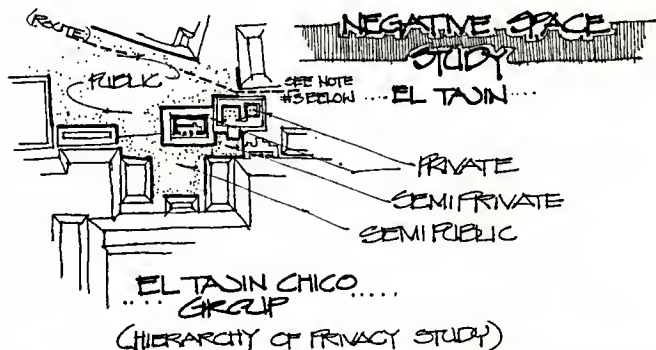 NEGATIVE SPACE
STUDY
.... EL TAJIN ....
(ROUTE)
PUBLIC
SEE NOTE
#3 BELOW
PRIVATE
SEMI PRIVATE
SEMI PUBLIC
EL TAJIN CHICO
.... GROUP ....
(HIERARCHY OF PRIVACY STUDY)